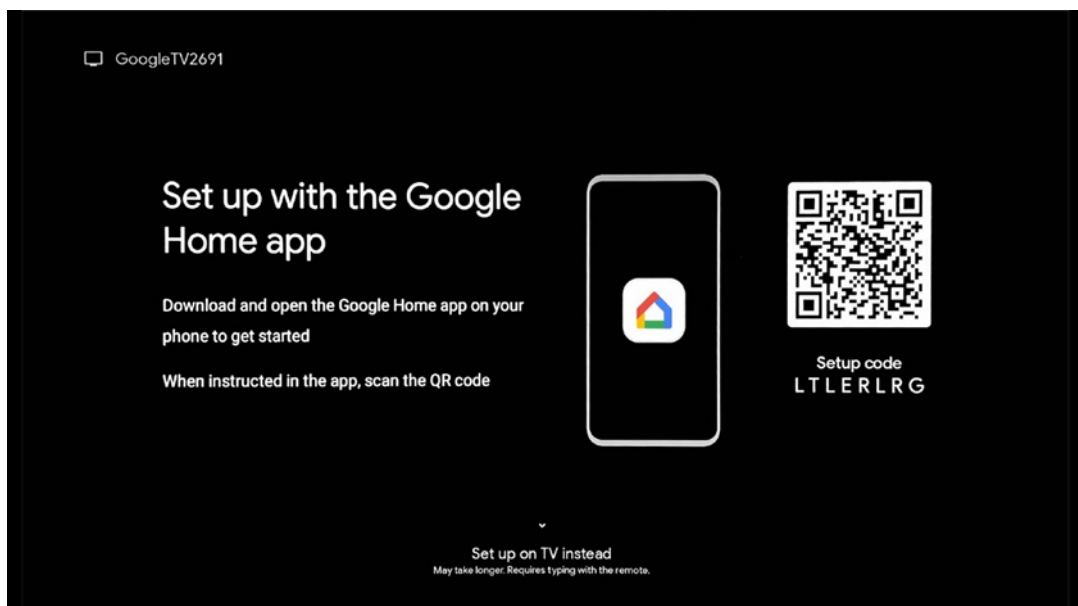 GoogleTV2691
Set up with the Google
Home app
Download and open the Google Home app on your
phone to get started
When instructed in the app, scan the QR code
Setup code
LTLERLRG
Set up on TV instead
May take longer. Requires typing with the remote.